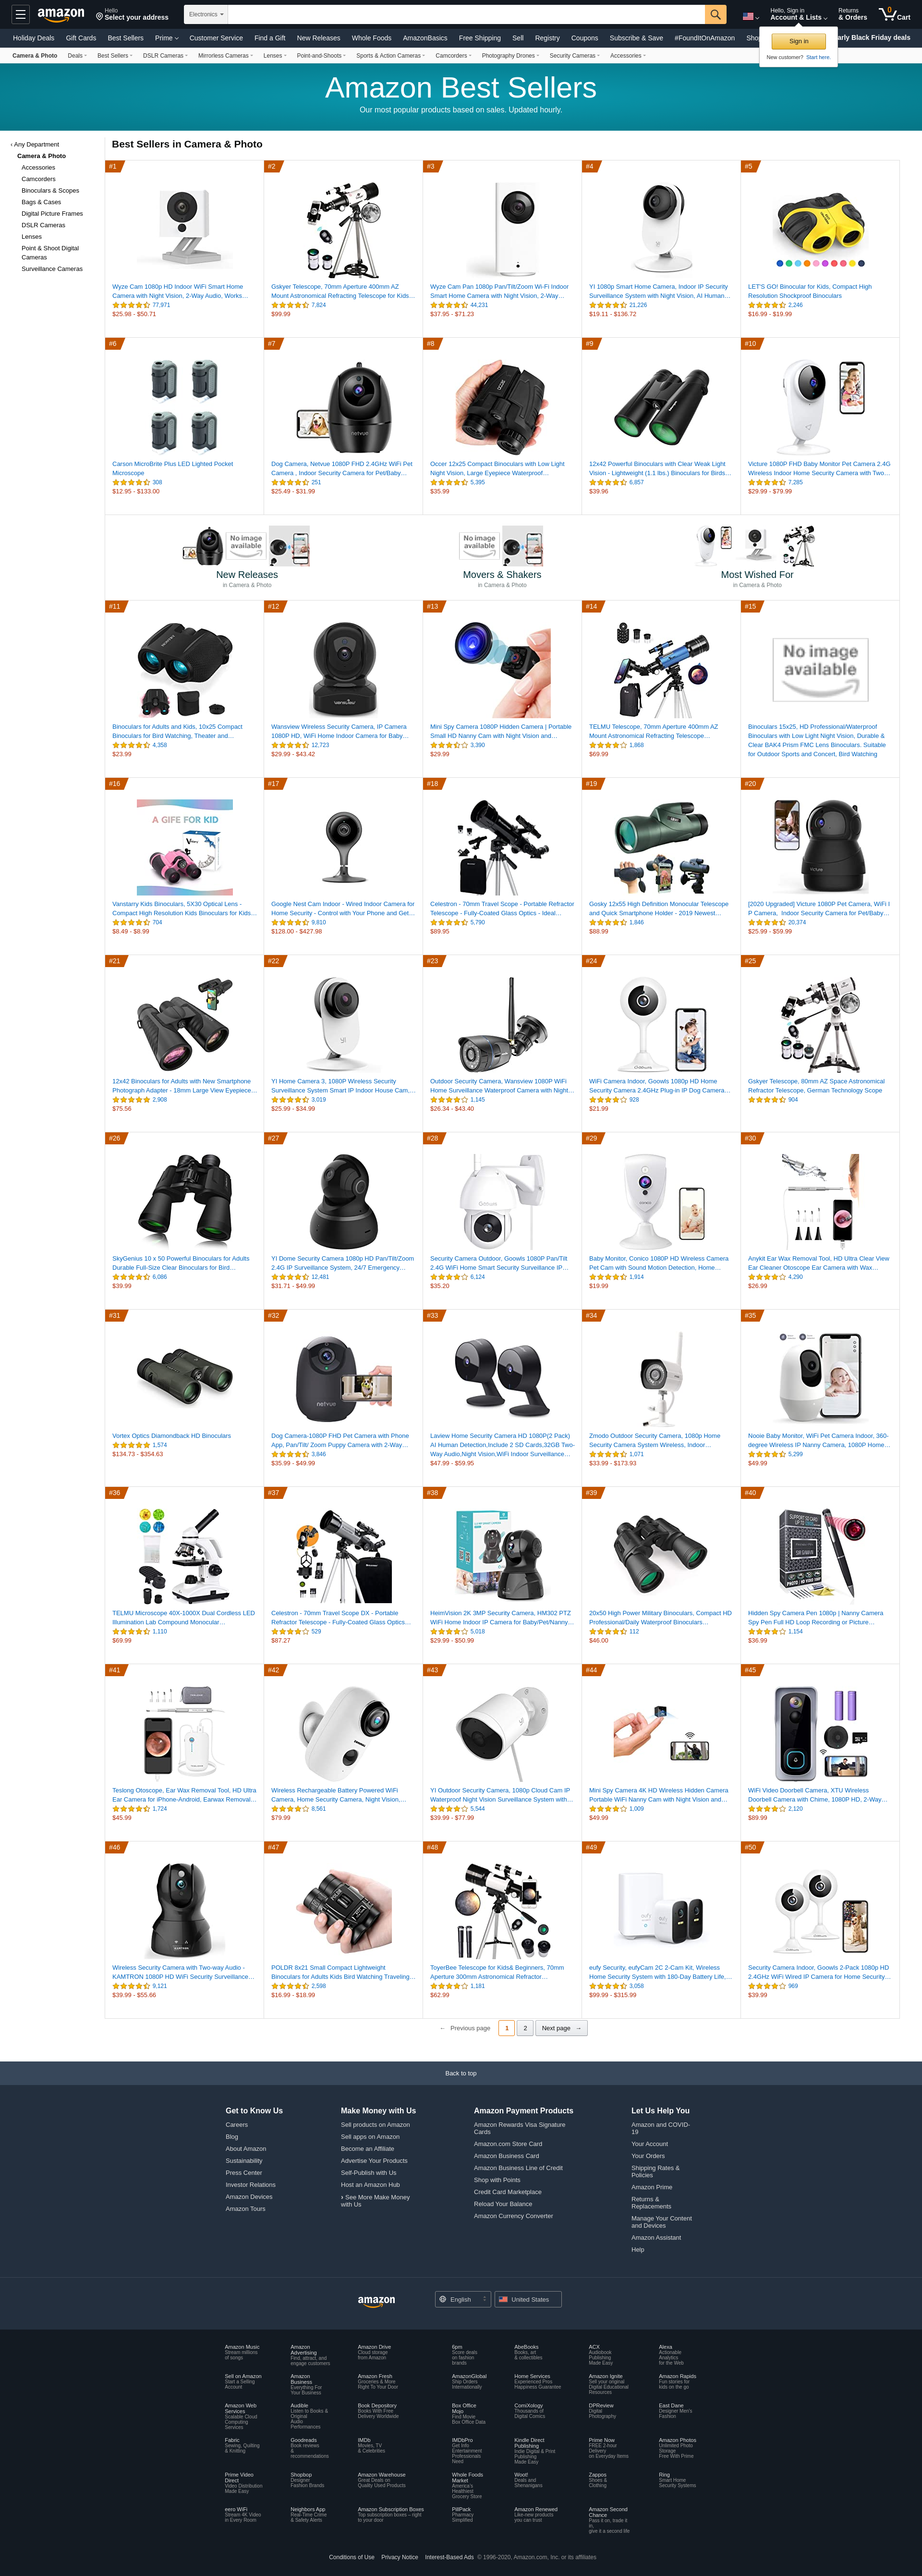 Hello
Select your address
amazon
Electronics
Hello, Sign in
Account & Lists
Returns
& Orders
0
Cart
Holiday Deals Gift Cards Best Sellers Prime Customer Service Find a Gift New Releases Whole Foods AmazonBasics Free Shipping Sell Registry Coupons Subscribe & Save #FoundItOnAmazon
arly Black Friday deals
Sign in
New customer? Start here.
Camera & Photo Deals Best Sellers DSLR Cameras Mirrorless Cameras Lenses Point-and-Shoots Sports & Action Cameras Camcorders Photography Drones Security Cameras Accessories
Amazon Best Sellers
Our most popular products based on sales. Updated hourly.
‹ Any Department
Camera & Photo
Accessories
Camcorders
Binoculars & Scopes
Bags & Cases
Digital Picture Frames
DSLR Cameras
Lenses
Point & Shoot Digital
Cameras
Surveillance Cameras
Best Sellers in Camera & Photo
#1
Wyze Cam 1080p HD Indoor WiFi Smart Home
Camera with Night Vision, 2-Way Audio, Works…
77,971
$25.98 - $50.71
#2
Gskyer Telescope, 70mm Aperture 400mm AZ
Mount Astronomical Refracting Telescope for Kids…
7,824
$99.99
#3
Wyze Cam Pan 1080p Pan/Tilt/Zoom Wi-Fi Indoor
Smart Home Camera with Night Vision, 2-Way…
44,231
$37.95 - $71.23
#4
YI 1080p Smart Home Camera, Indoor IP Security
Surveillance System with Night Vision, AI Human…
21,226
$19.11 - $136.72
#5
LET'S GO! Binocular for Kids, Compact High
Resolution Shockproof Binoculars
2,246
$16.99 - $19.99
#6
Carson MicroBrite Plus LED Lighted Pocket
Microscope
308
$12.95 - $133.00
#7
Dog Camera, Netvue 1080P FHD 2.4GHz WiFi Pet
Camera , Indoor Security Camera for Pet/Baby…
251
$25.49 - $31.99
#8
Occer 12x25 Compact Binoculars with Low Light
Night Vision, Large Eyepiece Waterproof…
5,395
$35.99
#9
12x42 Powerful Binoculars with Clear Weak Light
Vision - Lightweight (1.1 lbs.) Binoculars for Birds…
6,857
$39.96
#10
Victure 1080P FHD Baby Monitor Pet Camera 2.4G
Wireless Indoor Home Security Camera with Two…
7,285
$29.99 - $79.99
No image
available
New Releases
in Camera & Photo
No image
available
Movers & Shakers
in Camera & Photo
Most Wished For
in Camera & Photo
#11
Binoculars for Adults and Kids, 10x25 Compact
Binoculars for Bird Watching, Theater and…
4,358
$23.99
#12
Wansview Wireless Security Camera, IP Camera
1080P HD, WiFi Home Indoor Camera for Baby…
12,723
$29.99 - $43.42
#13
Mini Spy Camera 1080P Hidden Camera | Portable
Small HD Nanny Cam with Night Vision and…
3,390
$29.99
#14
TELMU Telescope, 70mm Aperture 400mm AZ
Mount Astronomical Refracting Telescope…
1,868
$69.99
#15
No image
available
Binoculars 15x25, HD Professional/Waterproof
Binoculars with Low Light Night Vision, Durable &
Clear BAK4 Prism FMC Lens Binoculars. Suitable
for Outdoor Sports and Concert, Bird Watching
#16
A GIFE FOR KID
Vanstarry Kids Binoculars, 5X30 Optical Lens -
Compact High Resolution Kids Binoculars for Kids…
704
$8.49 - $8.99
#17
Google Nest Cam Indoor - Wired Indoor Camera for
Home Security - Control with Your Phone and Get…
9,810
$128.00 - $427.98
#18
Celestron - 70mm Travel Scope - Portable Refractor
Telescope - Fully-Coated Glass Optics - Ideal…
5,790
$89.95
#19
Gosky 12x55 High Definition Monocular Telescope
and Quick Smartphone Holder - 2019 Newest…
1,846
$88.99
#20
[2020 Upgraded] Victure 1080P Pet Camera, WiFi I
P Camera, Indoor Security Camera for Pet/Baby…
20,374
$25.99 - $59.99
#21
12x42 Binoculars for Adults with New Smartphone
Photograph Adapter - 18mm Large View Eyepiece…
2,908
$75.56
#22
YI Home Camera 3, 1080P Wireless Security
Surveillance System Smart IP Indoor House Cam,…
3,019
$25.99 - $34.99
#23
Outdoor Security Camera, Wansview 1080P WiFi
Home Surveillance Waterproof Camera with Night…
1,145
$26.34 - $43.40
#24
WiFi Camera Indoor, Goowls 1080p HD Home
Security Camera 2.4GHz Plug-in IP Dog Camera…
928
$21.99
#25
Gskyer Telescope, 80mm AZ Space Astronomical
Refractor Telescope, German Technology Scope
904
#26
SkyGenius 10 x 50 Powerful Binoculars for Adults
Durable Full-Size Clear Binoculars for Bird…
6,086
$39.99
#27
YI Dome Security Camera 1080p HD Pan/Tilt/Zoom
2.4G IP Surveillance System, 24/7 Emergency…
12,481
$31.71 - $49.99
#28
Security Camera Outdoor, Goowls 1080P Pan/Tilt
2.4G WiFi Home Smart Security Surveillance IP…
6,124
$35.20
#29
Baby Monitor, Conico 1080P HD Wireless Camera
Pet Cam with Sound Motion Detection, Home…
1,914
$19.99
#30
Anykit Ear Wax Removal Tool, HD Ultra Clear View
Ear Cleaner Otoscope Ear Camera with Wax…
4,290
$26.99
#31
Vortex Optics Diamondback HD Binoculars
1,574
$134.73 - $354.63
#32
netvue
Dog Camera-1080P FHD Pet Camera with Phone
App, Pan/Tilt/ Zoom Puppy Camera with 2-Way…
3,846
$35.99 - $49.99
#33
Laview Home Security Camera HD 1080P(2 Pack)
AI Human Detection,Include 2 SD Cards,32GB Two-
Way Audio,Night Vision,WiFi Indoor Surveillance…
$47.99 - $59.95
#34
Zmodo Outdoor Security Camera, 1080p Home
Security Camera System Wireless, Indoor…
1,071
$33.99 - $173.93
#35
Nooie Baby Monitor, WiFi Pet Camera Indoor, 360-
degree Wireless IP Nanny Camera, 1080P Home…
5,299
$49.99
#36
TELMU Microscope 40X-1000X Dual Cordless LED
Illumination Lab Compound Monocular…
1,110
$69.99
#37
Celestron - 70mm Travel Scope DX - Portable
Refractor Telescope - Fully-Coated Glass Optics…
529
$87.27
#38
HeimVision 2K 3MP Security Camera, HM302 PTZ
WiFi Home Indoor IP Camera for Baby/Pet/Nanny…
5,018
$29.99 - $50.99
#39
20x50 High Power Military Binoculars, Compact HD
Professional/Daily Waterproof Binoculars…
112
$46.00
#40
Hidden Spy Camera Pen 1080p | Nanny Camera
Spy Pen Full HD Loop Recording or Picture…
1,154
$36.99
#41
Teslong Otoscope, Ear Wax Removal Tool, HD Ultra
Ear Camera for iPhone-Android, Earwax Removal…
1,724
$45.99
#42
Wireless Rechargeable Battery Powered WiFi
Camera, Home Security Camera, Night Vision,…
8,561
$79.99
#43
YI Outdoor Security Camera, 1080p Cloud Cam IP
Waterproof Night Vision Surveillance System with…
5,544
$39.99 - $77.99
#44
Mini Spy Camera 4K HD Wireless Hidden Camera
Portable WiFi Nanny Cam with Night Vision and…
1,009
$49.99
#45
WiFi Video Doorbell Camera, XTU Wireless
Doorbell Camera with Chime, 1080P HD, 2-Way…
2,120
$89.99
#46
Wireless Security Camera with Two-way Audio -
KAMTRON 1080P HD WiFi Security Surveillance…
9,121
$39.99 - $55.66
#47
POLDR 8x21 Small Compact Lightweight
Binoculars for Adults Kids Bird Watching Traveling…
2,598
$16.99 - $18.99
#48
ToyerBee Telescope for Kids& Beginners, 70mm
Aperture 300mm Astronomical Refractor…
1,181
$62.99
#49
eufy Security, eufyCam 2C 2-Cam Kit, Wireless
Home Security System with 180-Day Battery Life,…
3,058
$99.99 - $315.99
#50
Security Camera Indoor, Goowls 2-Pack 1080p HD
2.4GHz WiFi Wired IP Camera for Home Security…
969
$39.99
← Previous page 1 2 Next page →
Back to top
Get to Know Us
Careers
Blog
About Amazon
Sustainability
Press Center
Investor Relations
Amazon Devices
Amazon Tours
Make Money with Us
Sell products on Amazon
Sell apps on Amazon
Become an Affiliate
Advertise Your Products
Self-Publish with Us
Host an Amazon Hub
› See More Make Money
with Us
Amazon Payment Products
Amazon Rewards Visa Signature
Cards
Amazon.com Store Card
Amazon Business Card
Amazon Business Line of Credit
Shop with Points
Credit Card Marketplace
Reload Your Balance
Amazon Currency Converter
Let Us Help You
Amazon and COVID-
19
Your Account
Your Orders
Shipping Rates &
Policies
Amazon Prime
Returns &
Replacements
Manage Your Content
and Devices
Amazon Assistant
Help
amazon
English
United States
Amazon Music
Stream millions
of songs
Amazon
Advertising
Find, attract, and
engage customers
Amazon Drive
Cloud storage
from Amazon
6pm
Score deals
on fashion
brands
AbeBooks
Books, art
& collectibles
ACX
Audiobook
Publishing
Made Easy
Alexa
Actionable
Analytics
for the Web
Sell on Amazon
Start a Selling
Account
Amazon
Business
Everything For
Your Business
Amazon Fresh
Groceries & More
Right To Your Door
AmazonGlobal
Ship Orders
Internationally
Home Services
Experienced Pros
Happiness Guarantee
Amazon Ignite
Sell your original
Digital Educational
Resources
Amazon Rapids
Fun stories for
kids on the go
Amazon Web
Services
Scalable Cloud
Computing
Services
Audible
Listen to Books &
Original
Audio
Performances
Book Depository
Books With Free
Delivery Worldwide
Box Office
Mojo
Find Movie
Box Office Data
ComiXology
Thousands of
Digital Comics
DPReview
Digital
Photography
East Dane
Designer Men's
Fashion
Fabric
Sewing, Quilting
& Knitting
Goodreads
Book reviews
&
recommendations
IMDb
Movies, TV
& Celebrities
IMDbPro
Get Info
Entertainment
Professionals
Need
Kindle Direct
Publishing
Indie Digital & Print
Publishing
Made Easy
Prime Now
FREE 2-hour
Delivery
on Everyday Items
Amazon Photos
Unlimited Photo
Storage
Free With Prime
Prime Video
Direct
Video Distribution
Made Easy
Shopbop
Designer
Fashion Brands
Amazon Warehouse
Great Deals on
Quality Used Products
Whole Foods
Market
America's
Healthiest
Grocery Store
Woot!
Deals and
Shenanigans
Zappos
Shoes &
Clothing
Ring
Smart Home
Security Systems
eero WiFi
Stream 4K Video
in Every Room
Neighbors App
Real-Time Crime
& Safety Alerts
Amazon Subscription Boxes
Top subscription boxes – right
to your door
PillPack
Pharmacy
Simplified
Amazon Renewed
Like-new products
you can trust
Amazon Second
Chance
Pass it on, trade it
in,
give it a second life
Conditions of Use Privacy Notice Interest-Based Ads © 1996-2020, Amazon.com, Inc. or its affiliates